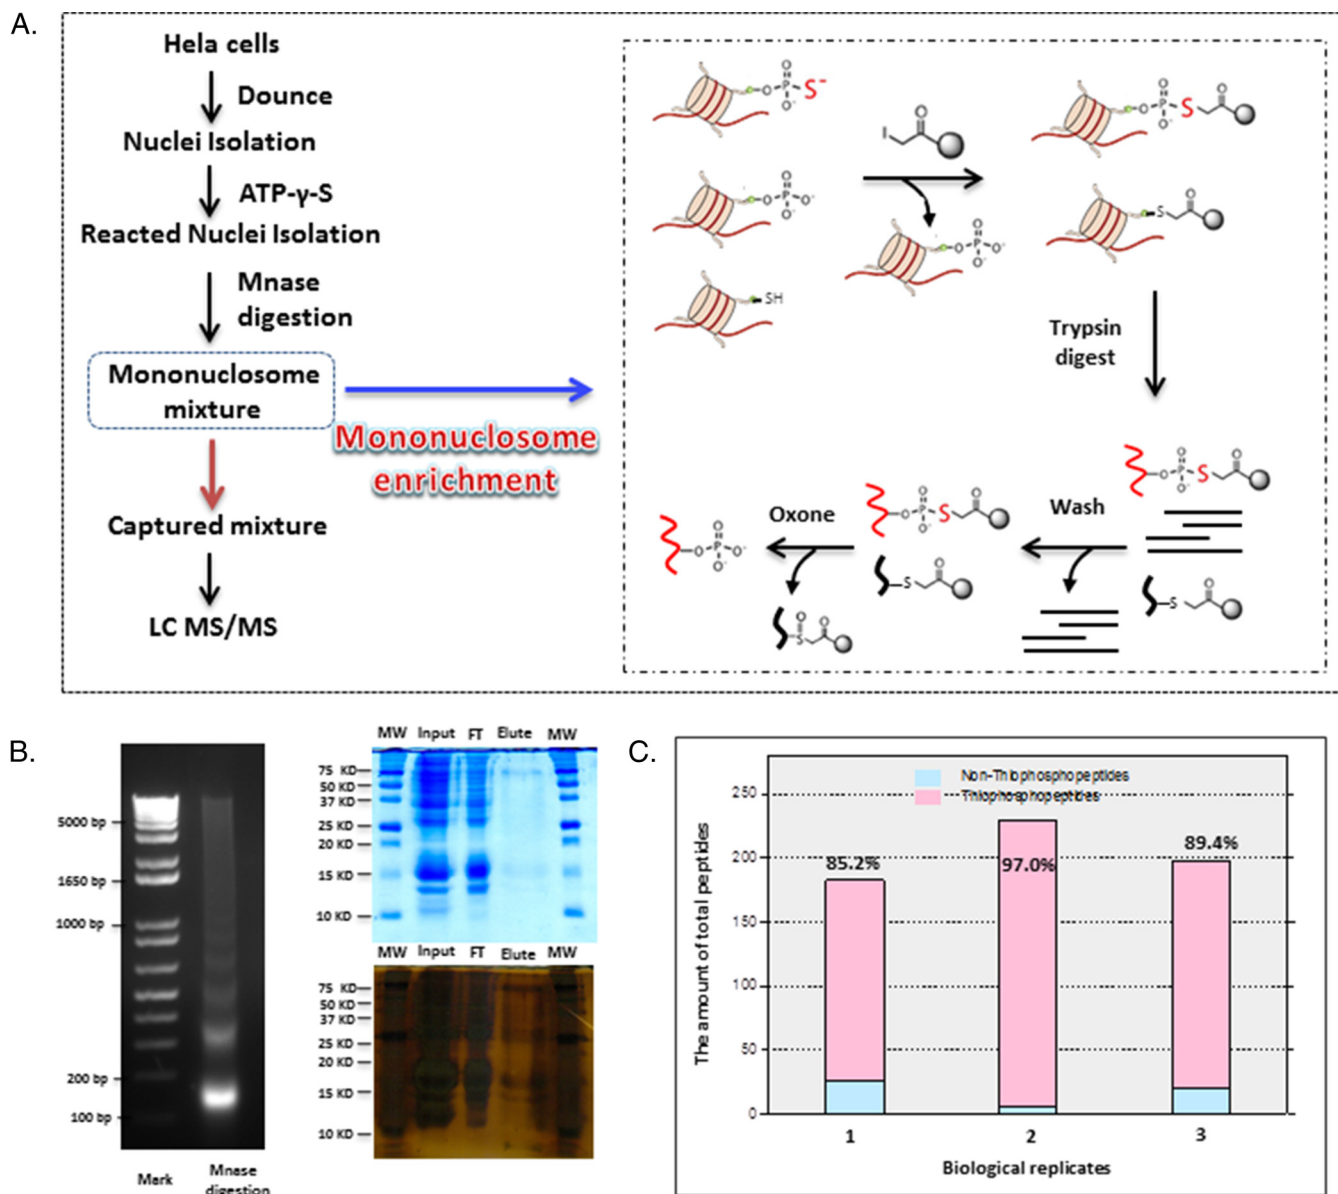 A.
Hela cells
Dounce
Nuclei Isolation
ATP-γ-S
Reacted Nuclei Isolation
Mnase
digestion
Mononuclosome
mixture
Mononuclosome
enrichment
Captured mixture
LC MS/MS
O
O P S⁻
O⁻
I O
O
O P S O
O⁻
O
O P O⁻
O⁻
S O
O
O P O⁻
O⁻
SH
Trypsin
digest
O
O P S O
O⁻
Wash
O
O P S O
O⁻
Oxone
O
O P O⁻
O⁻
S O
S O
O
S O
B.
MW Input FT Elute MW
75 KD
50 KD
37 KD
25 KD
20 KD
15 KD
10 KD
MW Input FT Elute MW
75 KD
50 KD
37 KD
25 KD
20 KD
15 KD
10 KD
5000 bp
1650 bp
1000 bp
200 bp
100 bp
Mark
Mnase
digestion
C.
Non-Thiophosphopeptides
Thiophosphopeptides
The amount of total peptides
250
200
150
100
50
0
85.2%
97.0%
89.4%
1 2 3
Biological replicates